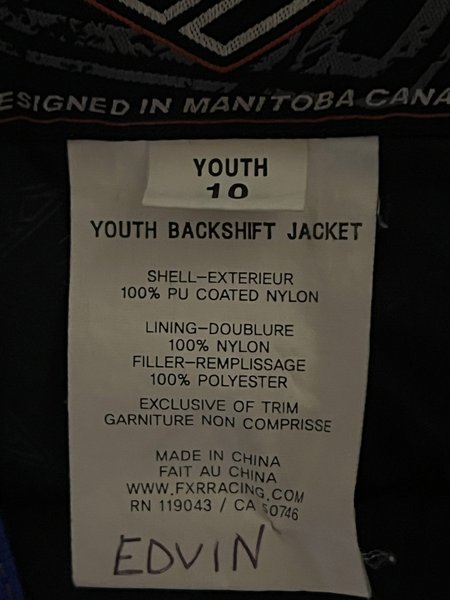 DESIGNED IN MANITOBA CANA
YOUTH
10
YOUTH BACKSHIFT JACKET
SHELL-EXTERIEUR
100% PU COATED NYLON
LINING-DOUBLURE
100% NYLON
FILLER-REMPLISSAGE
100% POLYESTER
EXCLUSIVE OF TRIM
GARNITURE NON COMPRISSE
MADE IN CHINA
FAIT AU CHINA
WWW.FXRRACING.COM
RN 119043 / CA 50746
EDVIN